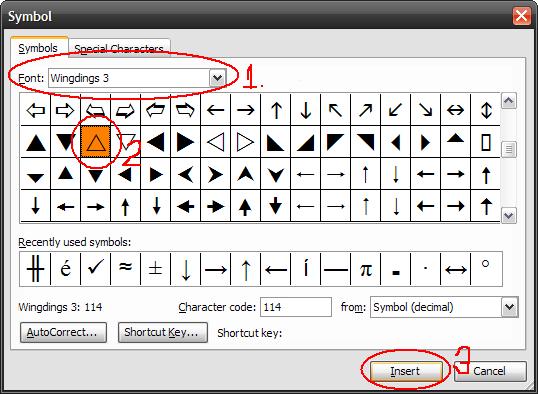 Symbol
Symbols Special Characters
Font: Wingdings 3 1.
2
Recently used symbols:
╫ é ✓ ≈ ± ↓ → ↑ ← Í — π - · ↔ °
Wingdings 3: 114 Character code: 114 from: Symbol (decimal)
AutoCorrect... Shortcut Key... Shortcut key:
Insert 3 Cancel